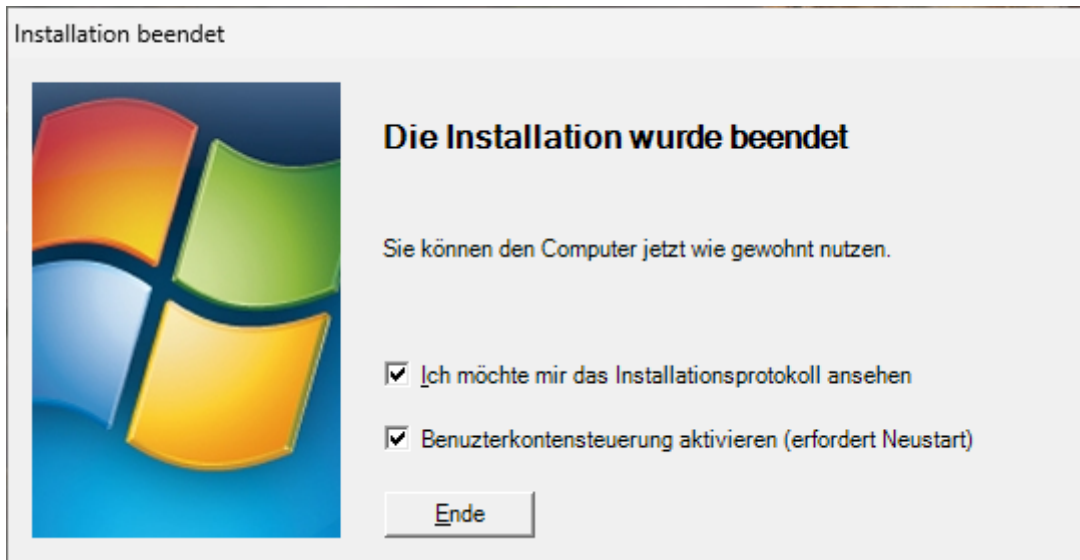 Installation beendet
Die Installation wurde beendet
Sie können den Computer jetzt wie gewohnt nutzen.
Ich möchte mir das Installationsprotokoll ansehen
Benuzterkontensteuerung aktivieren (erfordert Neustart)
Ende